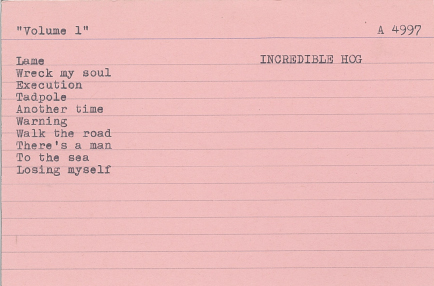 "Volume 1" A 4997
Lame INCREDIBLE HOG
Wreck my soul
Execution
Tadpole
Another time
Warning
Walk the road
There's a man
To the sea
Losing myself